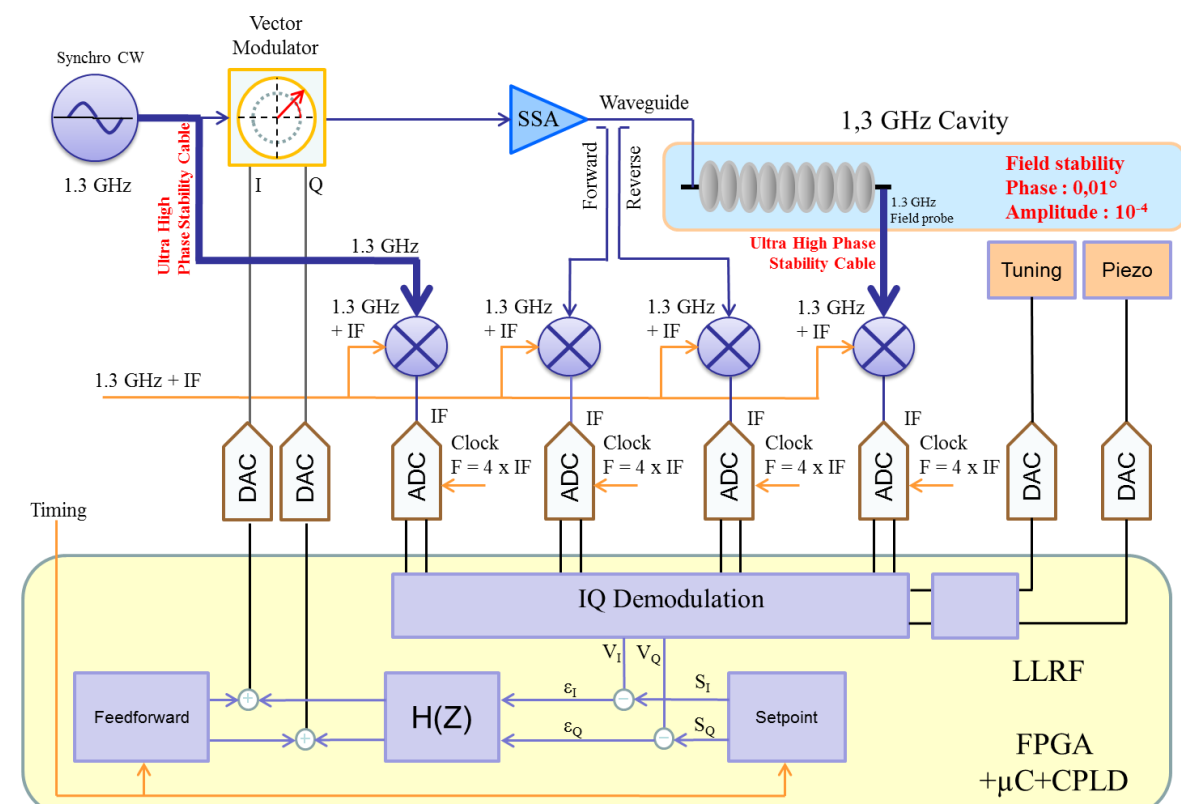 Vector
Modulator
Synchro CW
1.3 GHz
I
Q
SSA
Waveguide
Forward
Reverse
1,3 GHz Cavity
Field stability
Phase : 0,01°
Amplitude : 10⁻⁴
1.3 GHz
Field probe
Ultra High
Phase Stability Cable
Ultra High Phase
Stability Cable
1.3 GHz
Tuning
Piezo
1.3 GHz
+ IF
1.3 GHz
+ IF
1.3 GHz
+ IF
1.3 GHz
+ IF
1.3 GHz + IF
IF
IF
IF
IF
DAC
DAC
ADC
Clock
F = 4 x IF
ADC
Clock
F = 4 x IF
ADC
Clock
F = 4 x IF
ADC
Clock
F = 4 x IF
DAC
DAC
Timing
IQ Demodulation
V_I
V_Q
LLRF
Feedforward
+
+
H(Z)
ε_I
ε_Q
−
−
S_I
S_Q
Setpoint
FPGA
+µC+CPLD